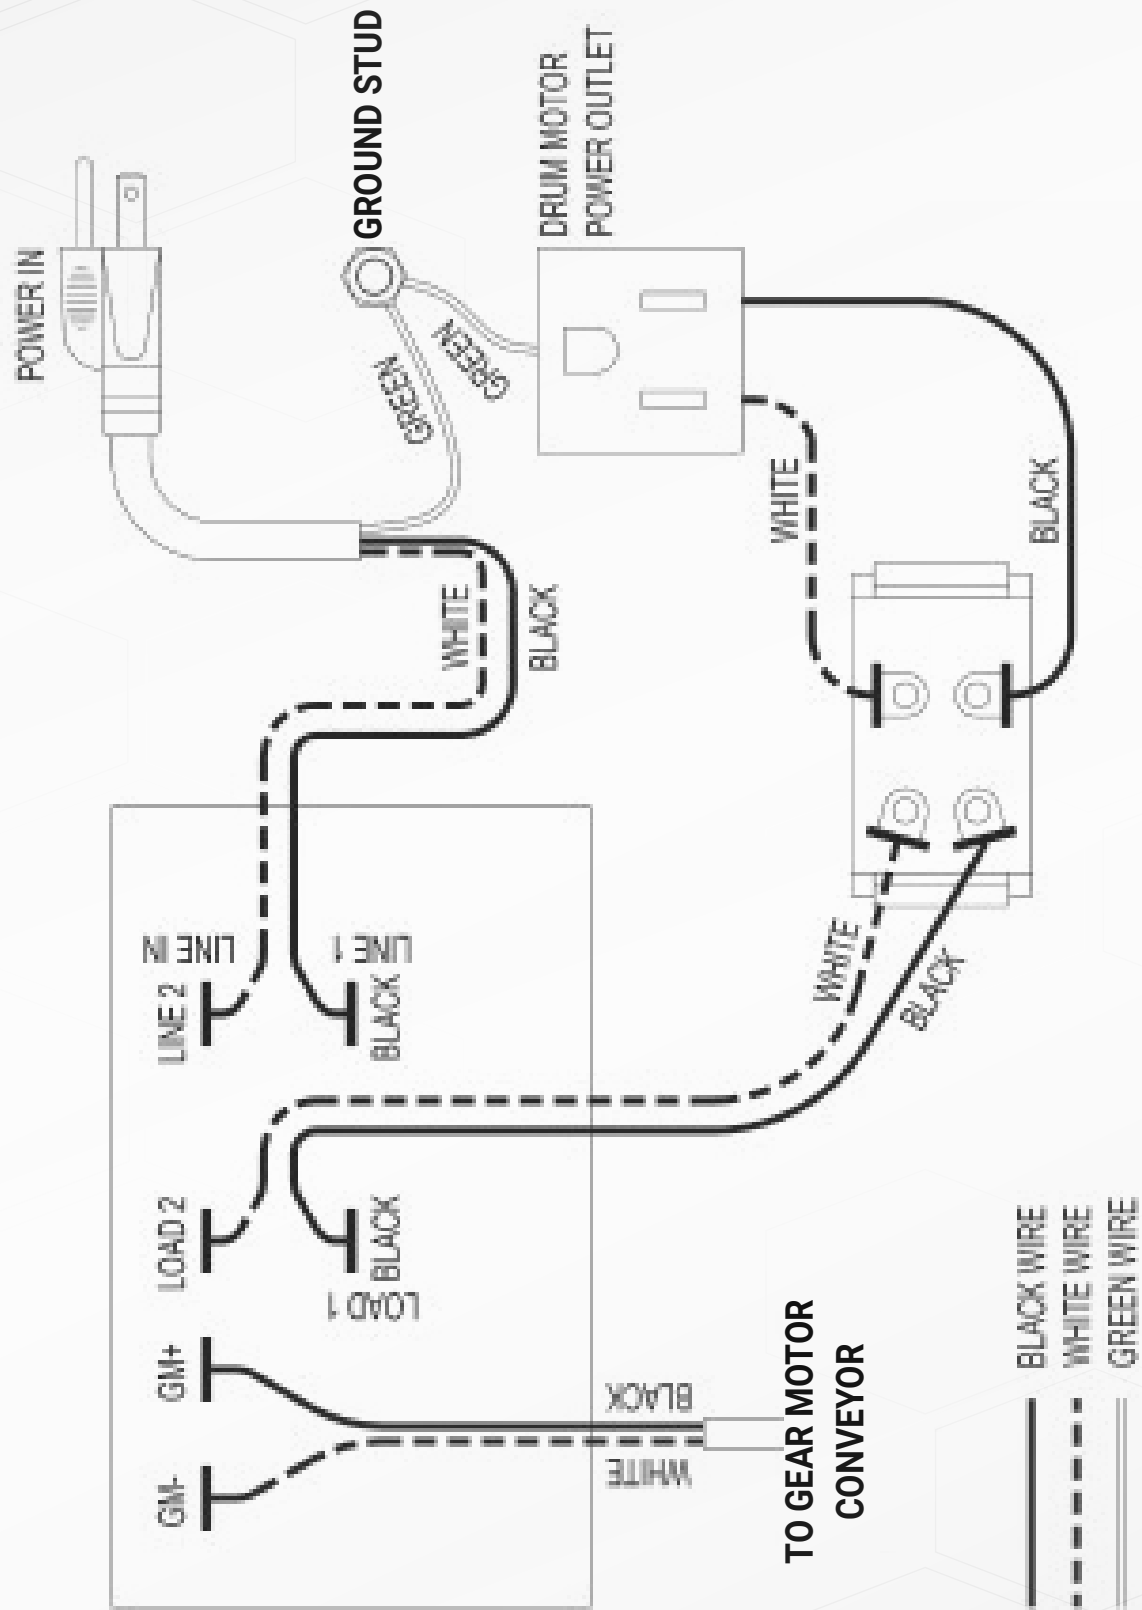 POWER IN
GROUND STUD
DRUM MOTOR
POWER OUTLET
GREEN
GREEN
WHITE
BLACK
WHITE
BLACK
LINE IN
LINE 2
LINE 1
BLACK
WHITE
BLACK
LOAD 2
BLACK
LOAD 1
GM+
GM-
BLACK
WHITE
TO GEAR MOTOR
CONVEYOR
BLACK WIRE
WHITE WIRE
GREEN WIRE